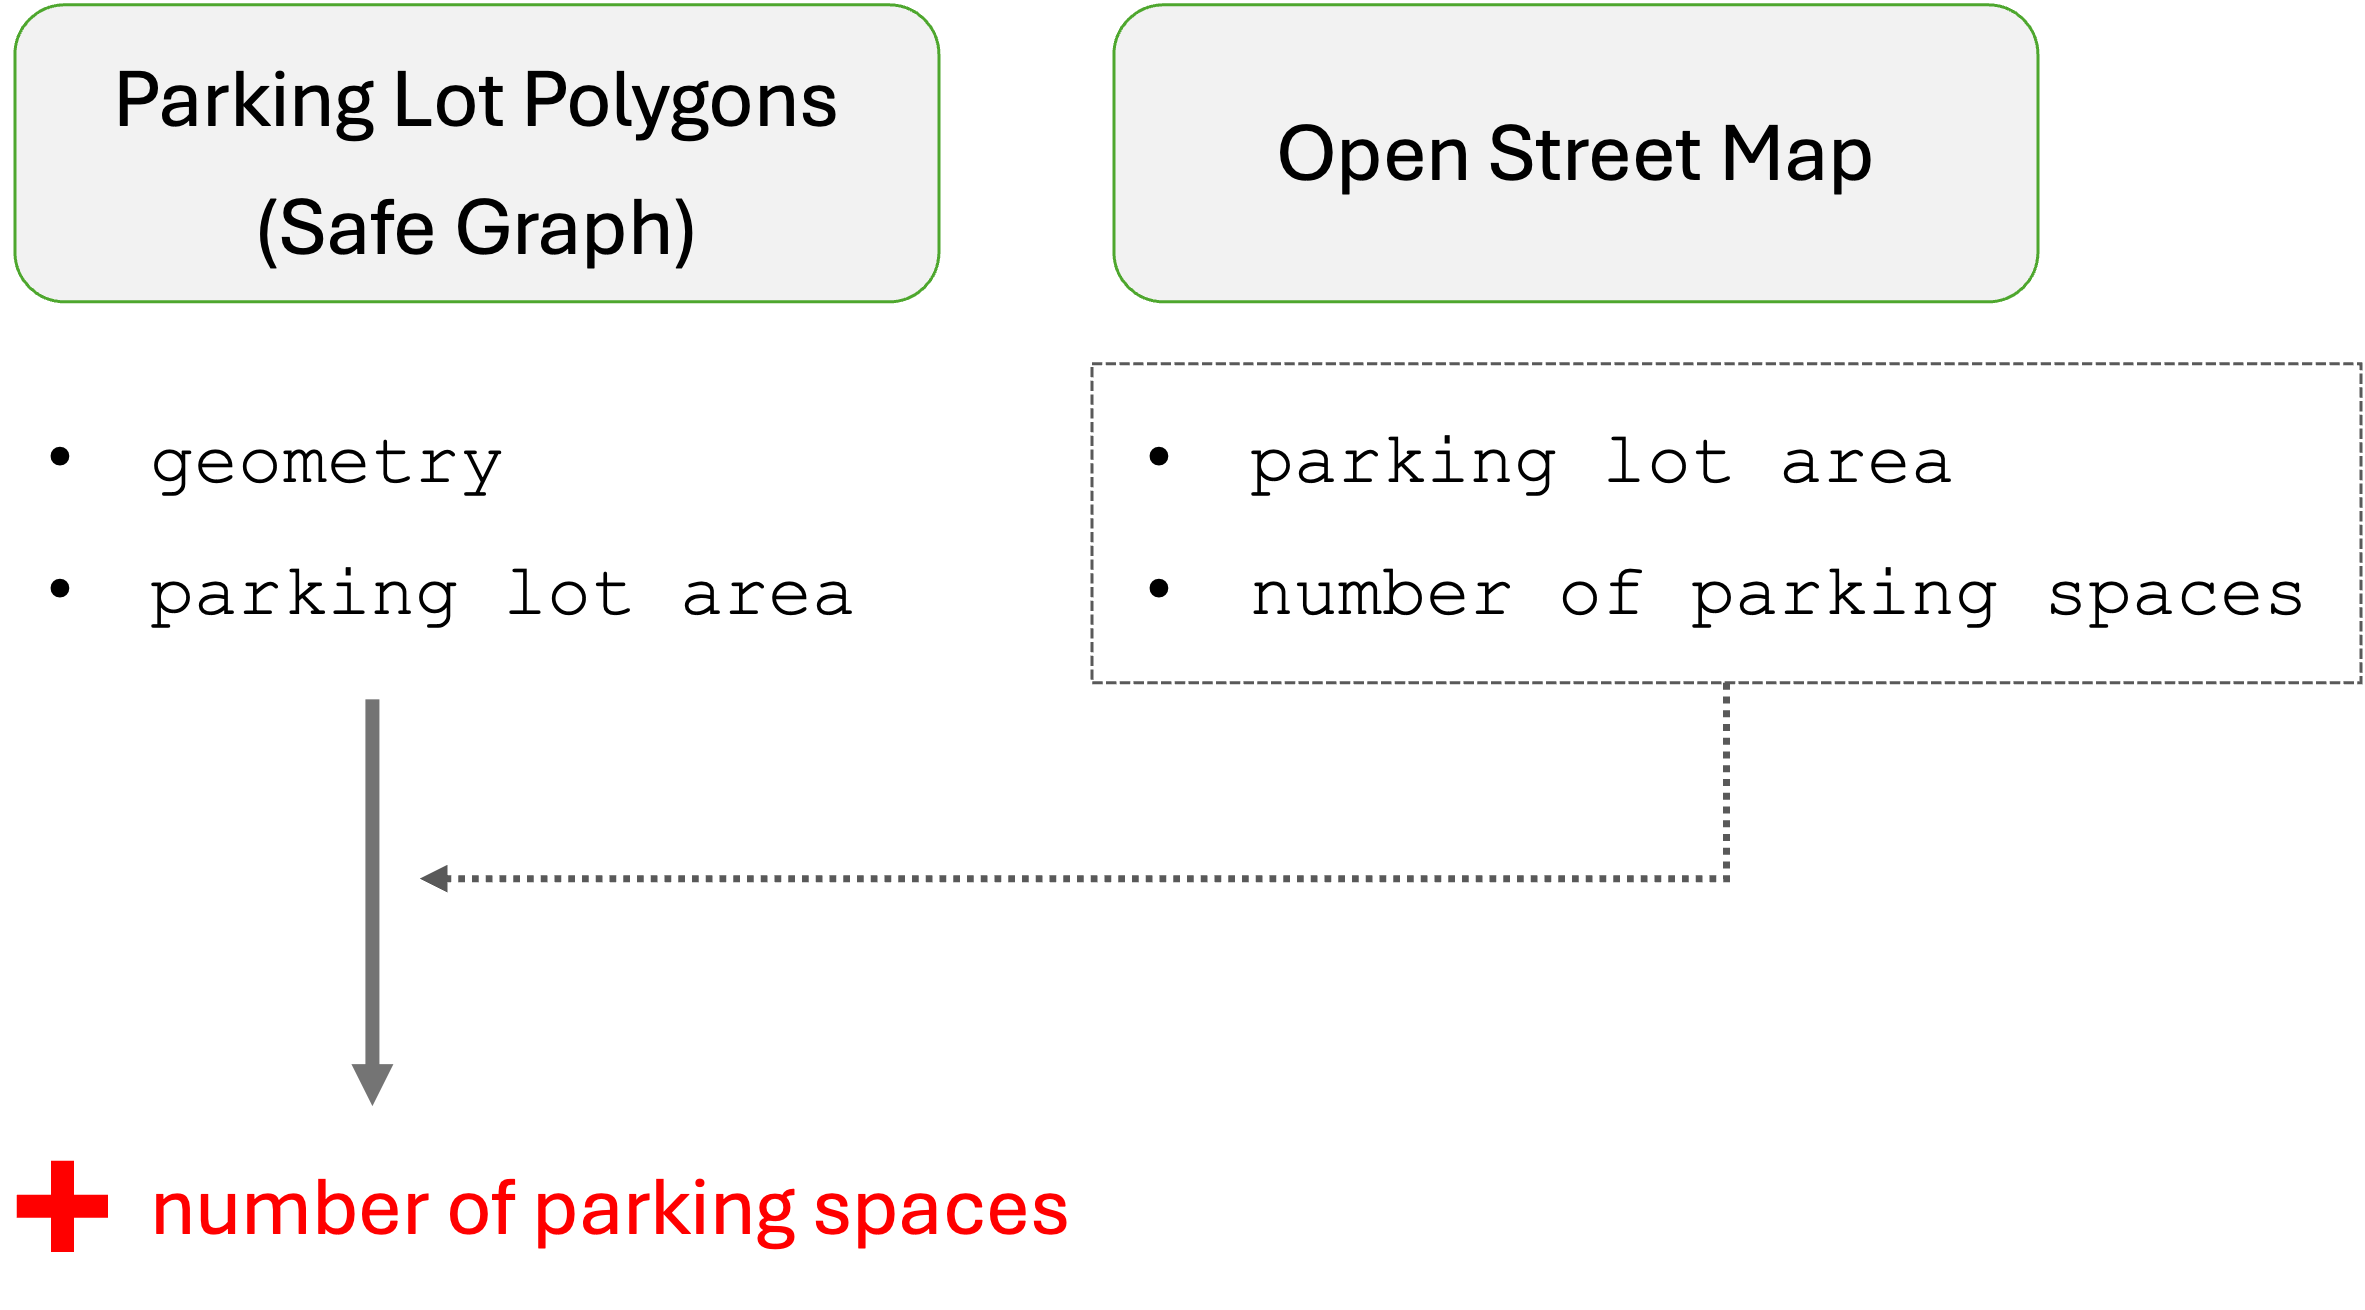 Parking Lot Polygons
(Safe Graph)
Open Street Map
• geometry
• parking lot area
• parking lot area
• number of parking spaces
+ number of parking spaces